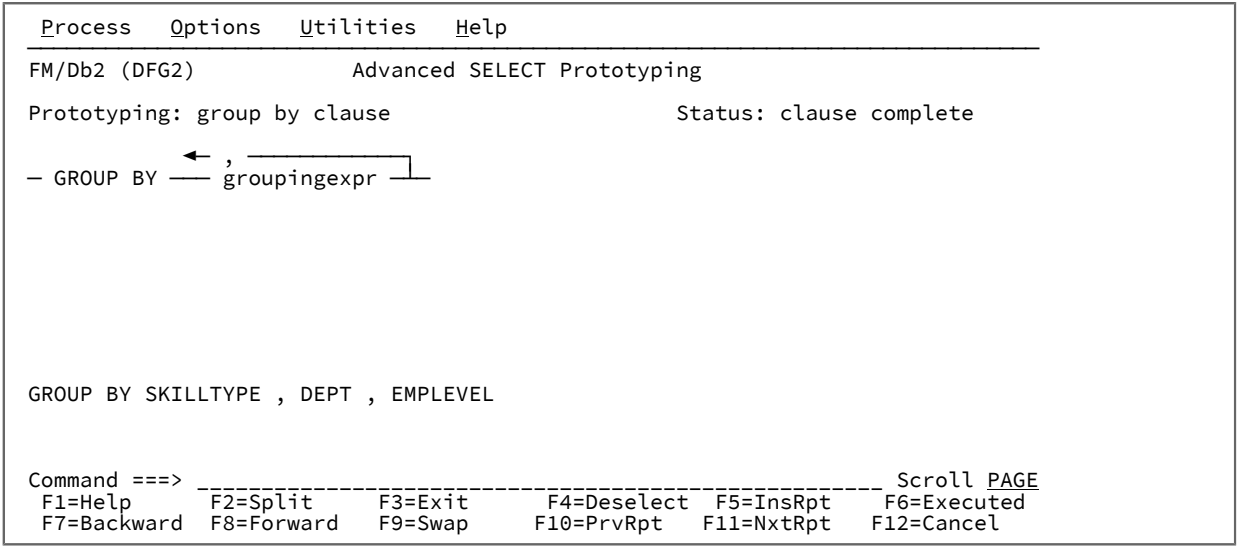 Process Options Utilities Help
FM/Db2 (DFG2) Advanced SELECT Prototyping
Prototyping: group by clause Status: clause complete
,
GROUP BY groupingexpr
GROUP BY SKILLTYPE , DEPT , EMPLEVEL
Command ===> _____________________________________________________ Scroll PAGE
F1=Help F2=Split F3=Exit F4=Deselect F5=InsRpt F6=Executed
F7=Backward F8=Forward F9=Swap F10=PrvRpt F11=NxtRpt F12=Cancel